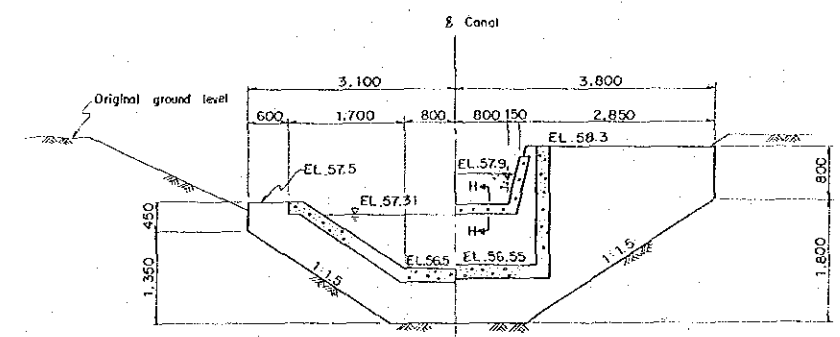 ℄ Canal
3,100
3,800
Original ground level
600
1,700
800
800
150
2,850
EL.58.3
EL.57.9
EL.57.5
EL.57.31
H
H
450
1,350
800
1,800
EL.56.5
EL.56.55
1:1.5
1:1.5